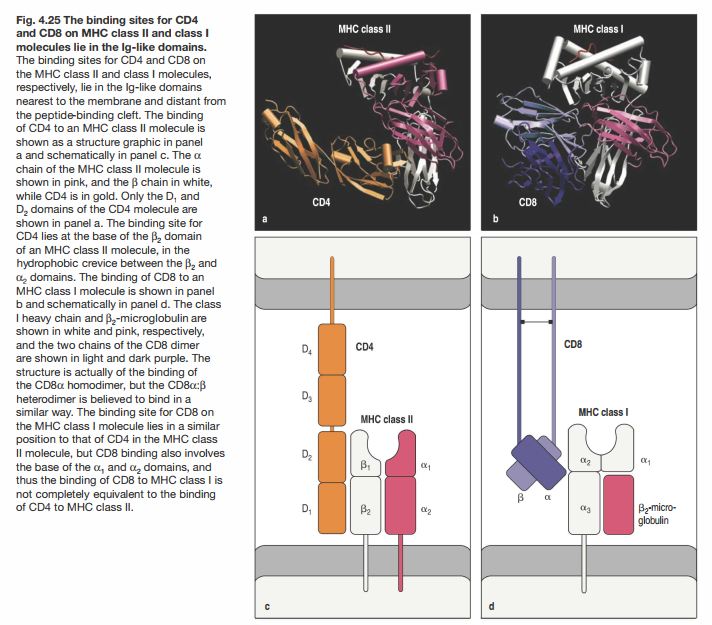 Fig. 4.25 The binding sites for CD4
and CD8 on MHC class II and class I
molecules lie in the Ig-like domains.
The binding sites for CD4 and CD8 on
the MHC class II and class I molecules,
respectively, lie in the Ig-like domains
nearest to the membrane and distant from
the peptide-binding cleft. The binding
of CD4 to an MHC class II molecule is
shown as a structure graphic in panel
a and schematically in panel c. The α
chain of the MHC class II molecule is
shown in pink, and the β chain in white,
while CD4 is in gold. Only the D₁ and
D₂ domains of the CD4 molecule are
shown in panel a. The binding site for
CD4 lies at the base of the β₂ domain
of an MHC class II molecule, in the
hydrophobic crevice between the β₂ and
α₂ domains. The binding of CD8 to an
MHC class I molecule is shown in panel
b and schematically in panel d. The class
I heavy chain and β₂-microglobulin are
shown in white and pink, respectively,
and the two chains of the CD8 dimer
are shown in light and dark purple. The
structure is actually of the binding of
the CD8α homodimer, but the CD8α:β
heterodimer is believed to bind in a
similar way. The binding site for CD8 on
the MHC class I molecule lies in a similar
position to that of CD4 in the MHC class
II molecule, but CD8 binding also involves
the base of the α₁ and α₂ domains, and
thus the binding of CD8 to MHC class I is
not completely equivalent to the binding
of CD4 to MHC class II.
MHC class II
CD4
a
MHC class I
CD8
b
D₄
CD4
D₃
MHC class II
D₂
β₁
α₁
D₁
β₂
α₂
c
CD8
MHC class I
α₂
α₁
β
α
α₃
β₂-micro-
globulin
d